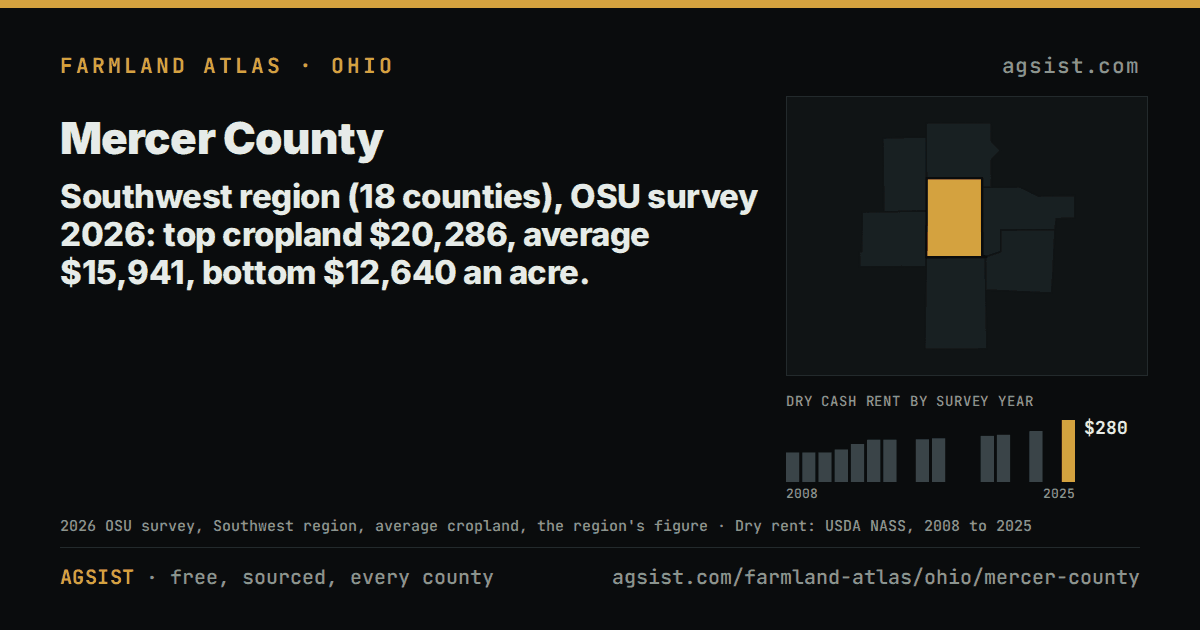 FARMLAND ATLAS · OHIO
agsist.com
Mercer County
Southwest region (18 counties), OSU survey
2026: top cropland $20,286, average
$15,941, bottom $12,640 an acre.
DRY CASH RENT BY SURVEY YEAR
$280
2008
2025
2026 OSU survey, Southwest region, average cropland, the region's figure · Dry rent: USDA NASS, 2008 to 2025
AGSIST · free, sourced, every county
agsist.com/farmland-atlas/ohio/mercer-county